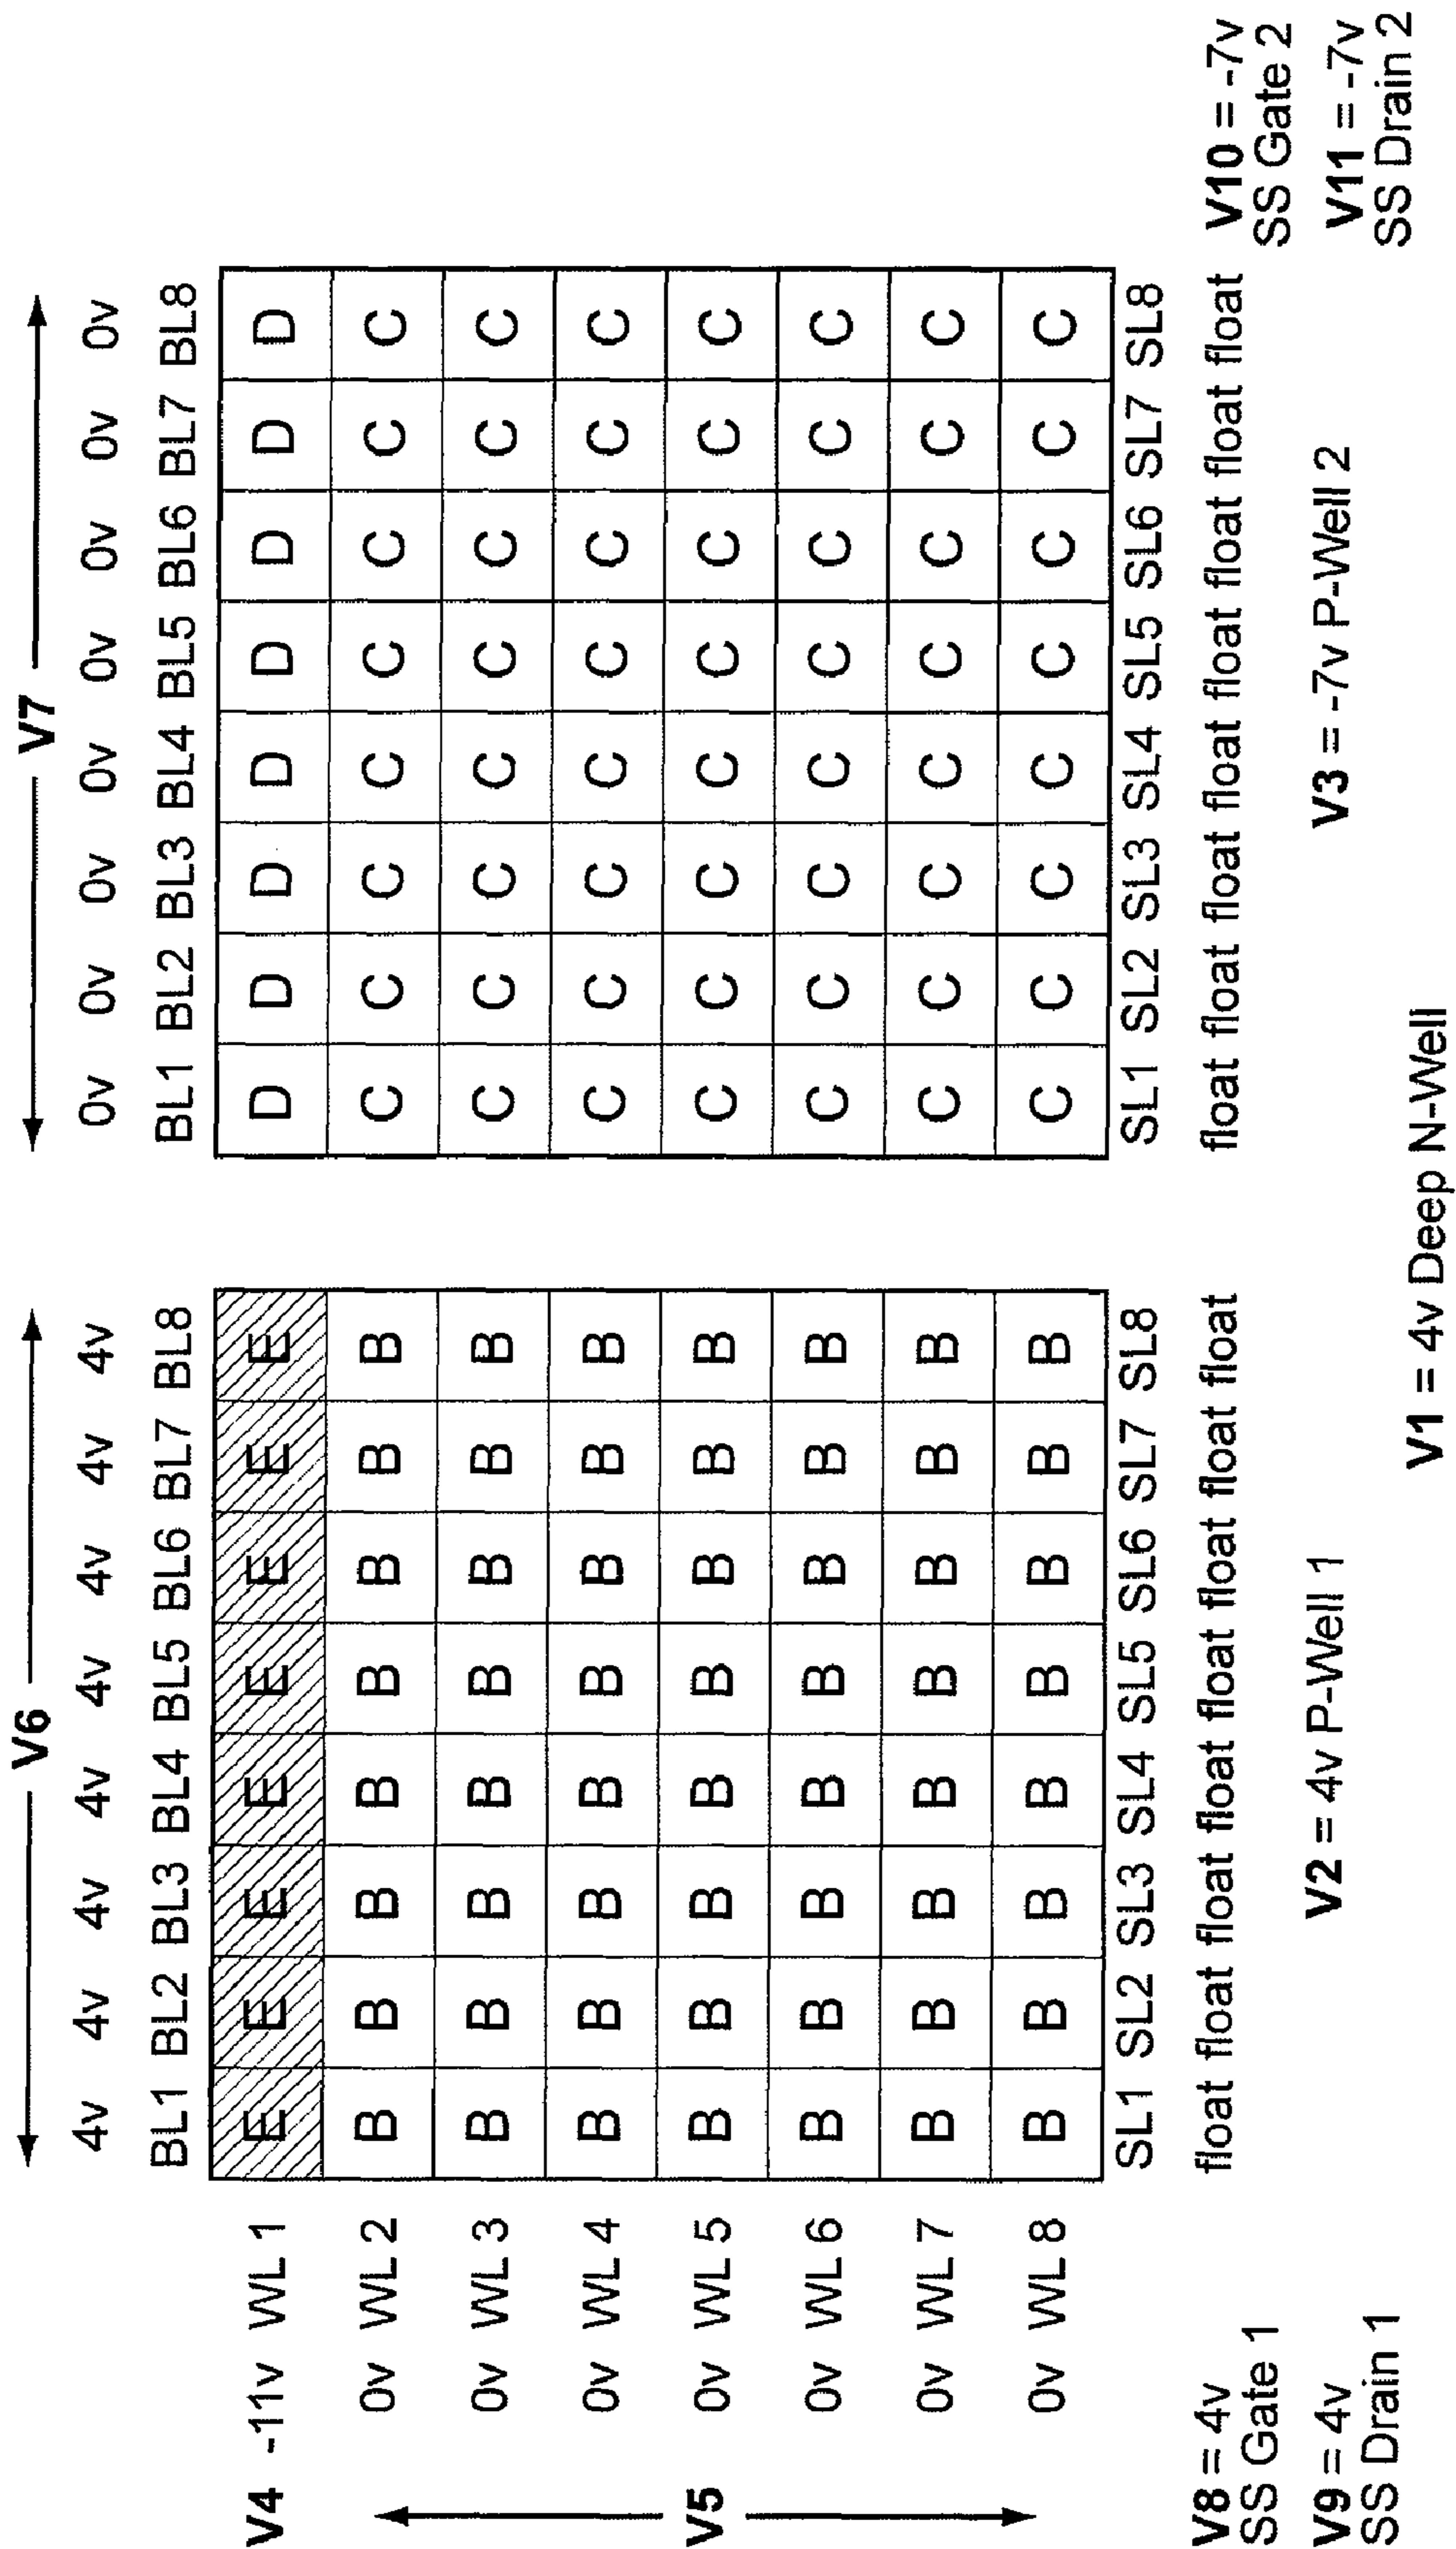 V6 V7
4v 4v 4v 4v 4v 4v 4v 4v 0v 0v 0v 0v 0v 0v 0v 0v
BL1 BL2 BL3 BL4 BL5 BL6 BL7 BL8 BL1 BL2 BL3 BL4 BL5 BL6 BL7 BL8
V4 -11v WL 1 E E E E E E E E D D D D D D D D
0v WL 2 B B B B B B B B C C C C C C C C
0v WL 3 B B B B B B B B C C C C C C C C
0v WL 4 B B B B B B B B C C C C C C C C
V5 0v WL 5 B B B B B B B B C C C C C C C C
0v WL 6 B B B B B B B B C C C C C C C C
0v WL 7 B B B B B B B B C C C C C C C C
0v WL 8 B B B B B B B B C C C C C C C C
SL1 SL2 SL3 SL4 SL5 SL6 SL7 SL8 SL1 SL2 SL3 SL4 SL5 SL6 SL7 SL8
V8 = 4v float float float float float float float float float float float float float float float float V10 = -7v
SS Gate 1 SS Gate 2
V9 = 4v V2 = 4v P-Well 1 V3 = -7v P-Well 2 V11 = -7v
SS Drain 1 SS Drain 2
V1 = 4v Deep N-Well